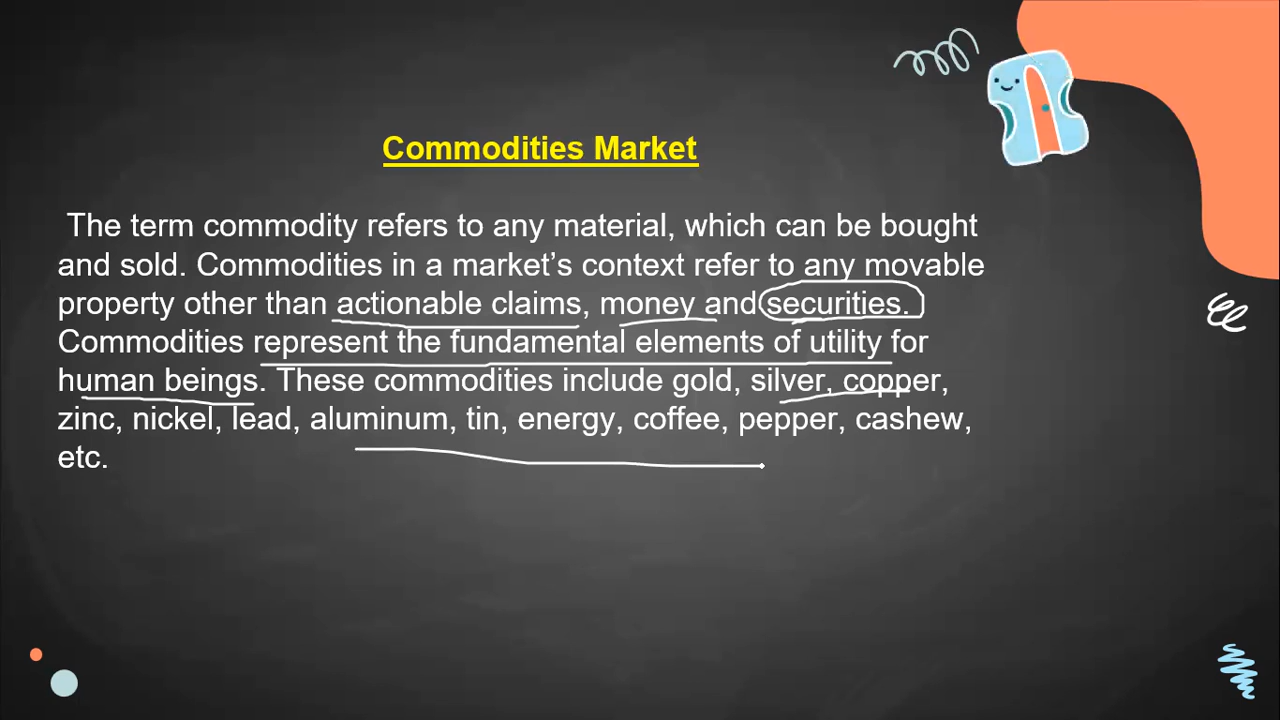 Commodities Market
The term commodity refers to any material, which can be bought
and sold. Commodities in a market’s context refer to any movable
property other than actionable claims, money and securities.
Commodities represent the fundamental elements of utility for
human beings. These commodities include gold, silver, copper,
zinc, nickel, lead, aluminum, tin, energy, coffee, pepper, cashew,
etc.